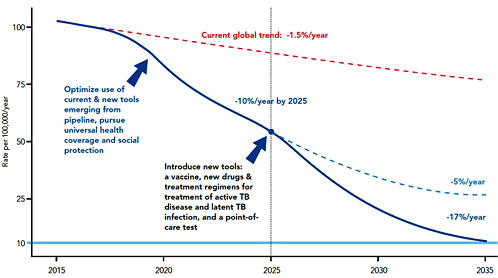 Rate per 100,000/year
100
75
50
25
10
Current global trend: -1.5%/year
Optimize use of
current & new tools
emerging from
pipeline, pursue
universal health
coverage and social
protection
-10%/year by 2025
Introduce new tools:
a vaccine, new drugs &
treatment regimens for
treatment of active TB
disease and latent TB
infection, and a point-of-
care test
-5%/year
-17%/year
2015
2020
2025
2030
2035